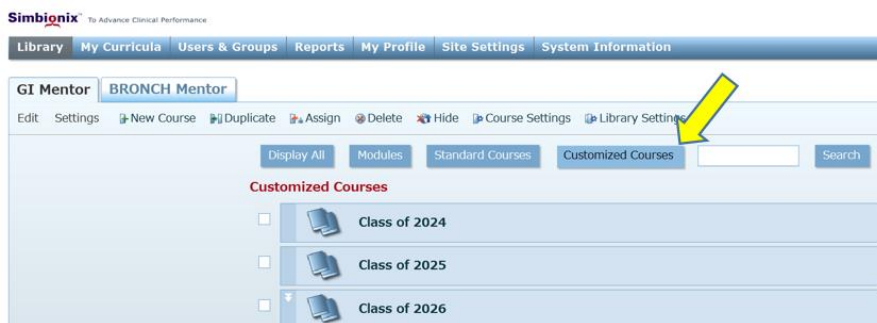 Simbionix™ To Advance Clinical Performance
Library My Curricula Users & Groups Reports My Profile Site Settings System Information
GI Mentor BRONCH Mentor
Edit Settings New Course Duplicate Assign Delete Hide Course Settings Library Settings
Display All Modules Standard Courses Customized Courses Search
Customized Courses
Class of 2024
Class of 2025
Class of 2026